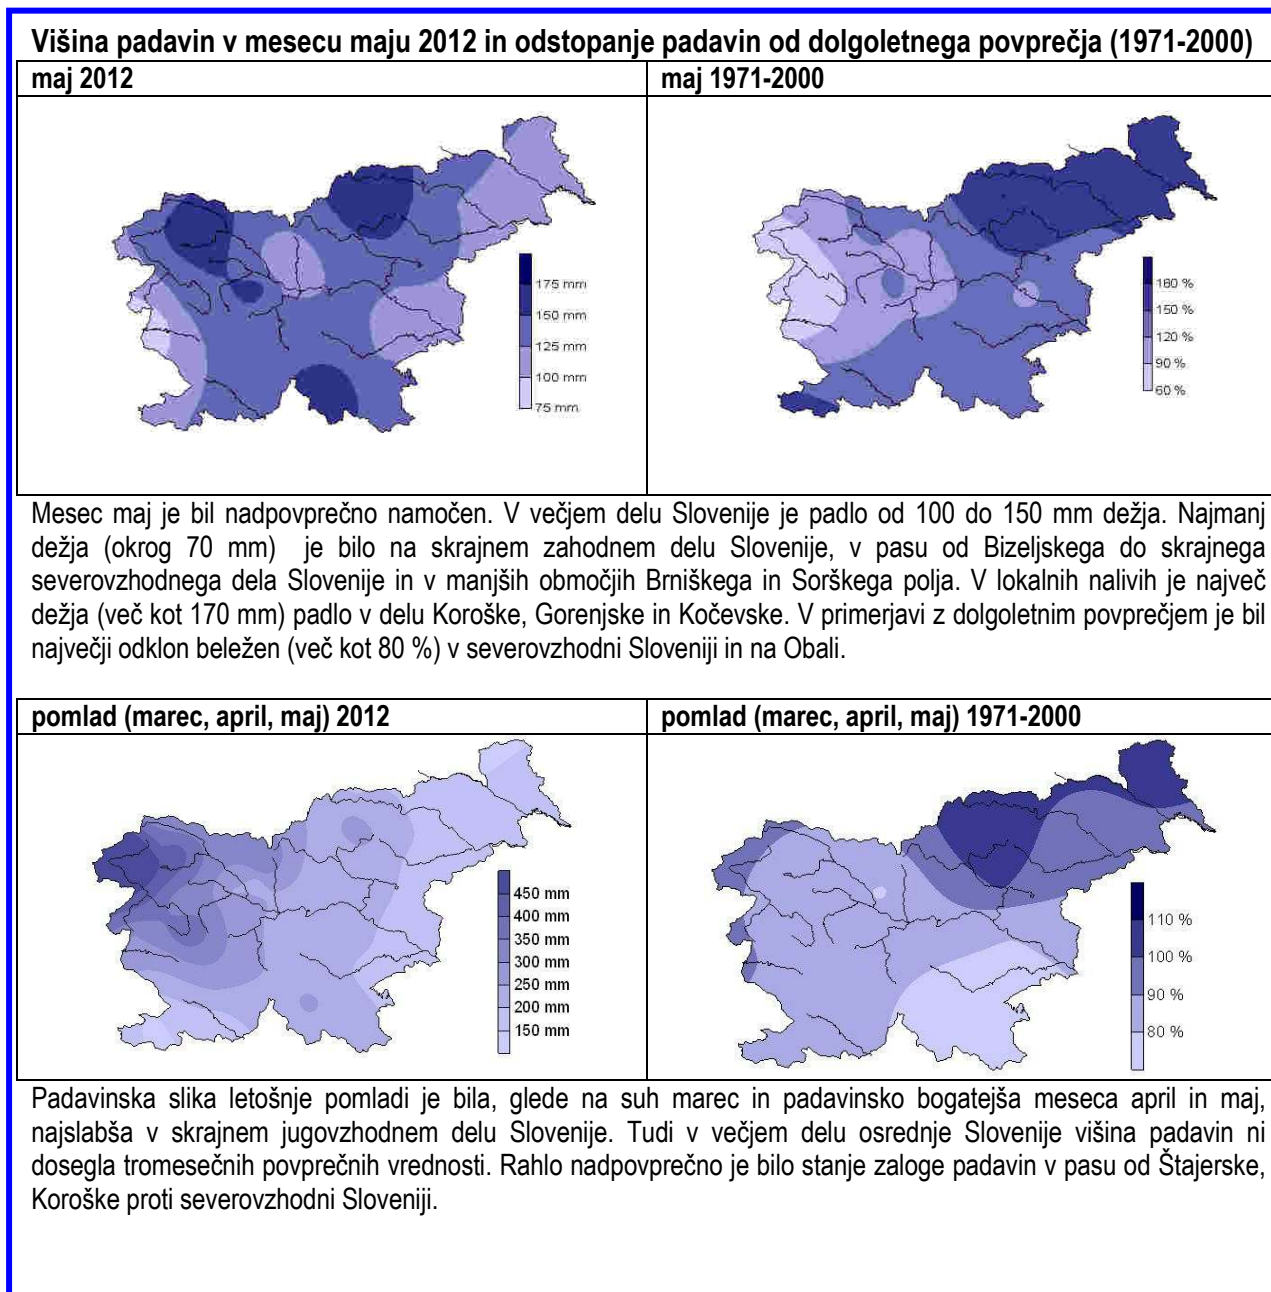 Višina padavin v mesecu maju 2012 in odstopanje padavin od dolgoletnega povprečja (1971-2000)
maj 2012
maj 1971-2000
175 mm
150 mm
125 mm
100 mm
75 mm
180 %
150 %
120 %
90 %
60 %
Mesec maj je bil nadpovprečno namočen. V večjem delu Slovenije je padlo od 100 do 150 mm dežja. Najmanj
dežja (okrog 70 mm) je bilo na skrajnem zahodnem delu Slovenije, v pasu od Bizeljskega do skrajnega
severovzhodnega dela Slovenije in v manjših območjih Brniškega in Sorškega polja. V lokalnih nalivih je največ
dežja (več kot 170 mm) padlo v delu Koroške, Gorenjske in Kočevske. V primerjavi z dolgoletnim povprečjem je bil
največji odklon beležen (več kot 80 %) v severovzhodni Sloveniji in na Obali.
pomlad (marec, april, maj) 2012
pomlad (marec, april, maj) 1971-2000
450 mm
400 mm
350 mm
300 mm
250 mm
200 mm
150 mm
110 %
100 %
90 %
80 %
Padavinska slika letošnje pomladi je bila, glede na suh marec in padavinsko bogatejša meseca april in maj,
najslabša v skrajnem jugovzhodnem delu Slovenije. Tudi v večjem delu osrednje Slovenije višina padavin ni
dosegla tromesečnih povprečnih vrednosti. Rahlo nadpovprečno je bilo stanje zaloge padavin v pasu od Štajerske,
Koroške proti severovzhodni Sloveniji.